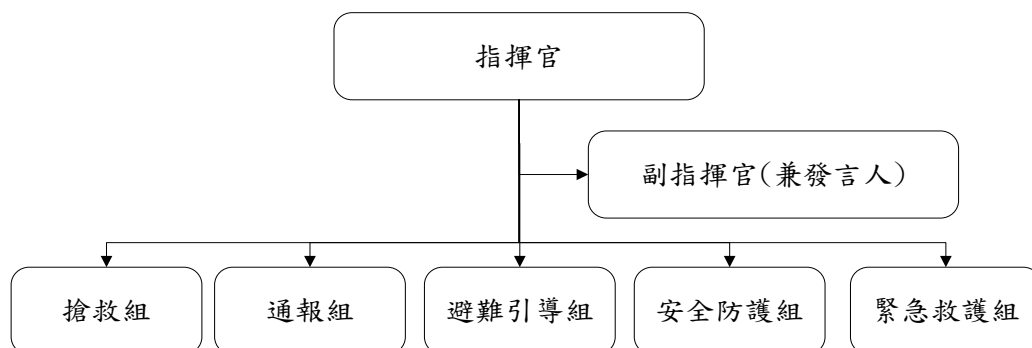 指揮官
副指揮官(兼發言人)
搶救組
通報組
避難引導組
安全防護組
緊急救護組